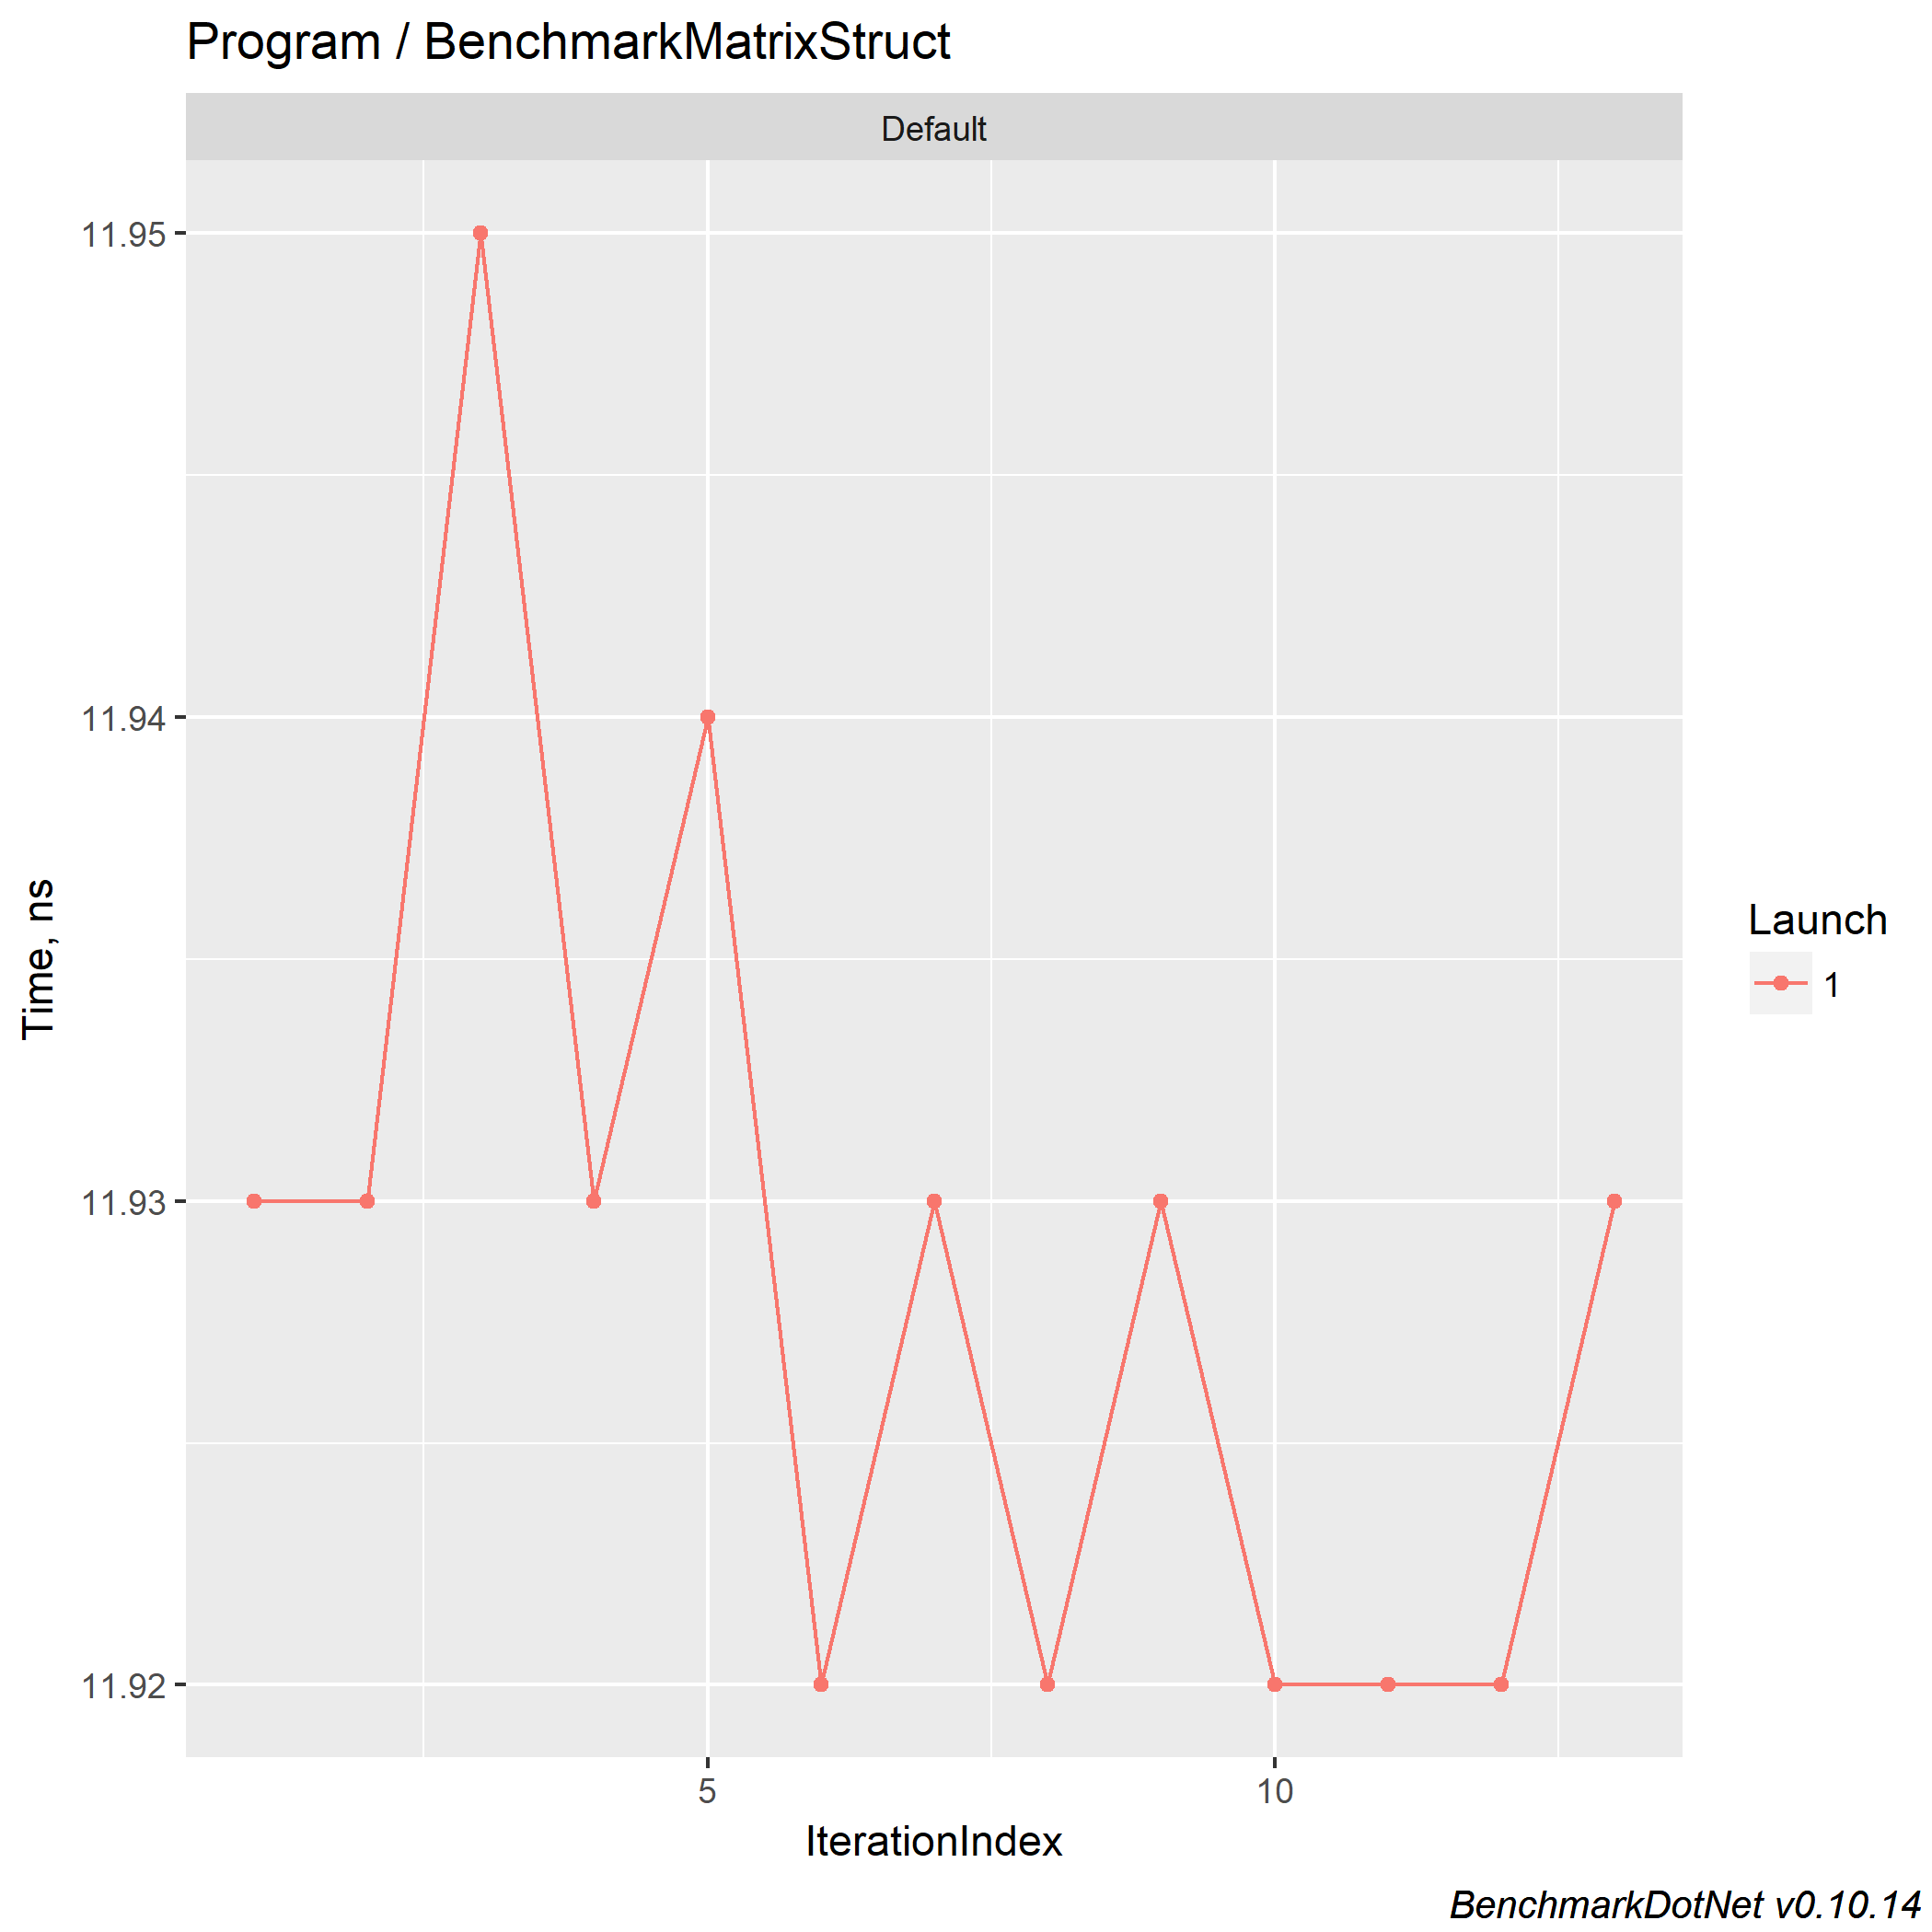 Program / BenchmarkMatrixStruct
Default
11.95
11.94
11.93
11.92
Time, ns
5
10
IterationIndex
Launch
1
BenchmarkDotNet v0.10.14